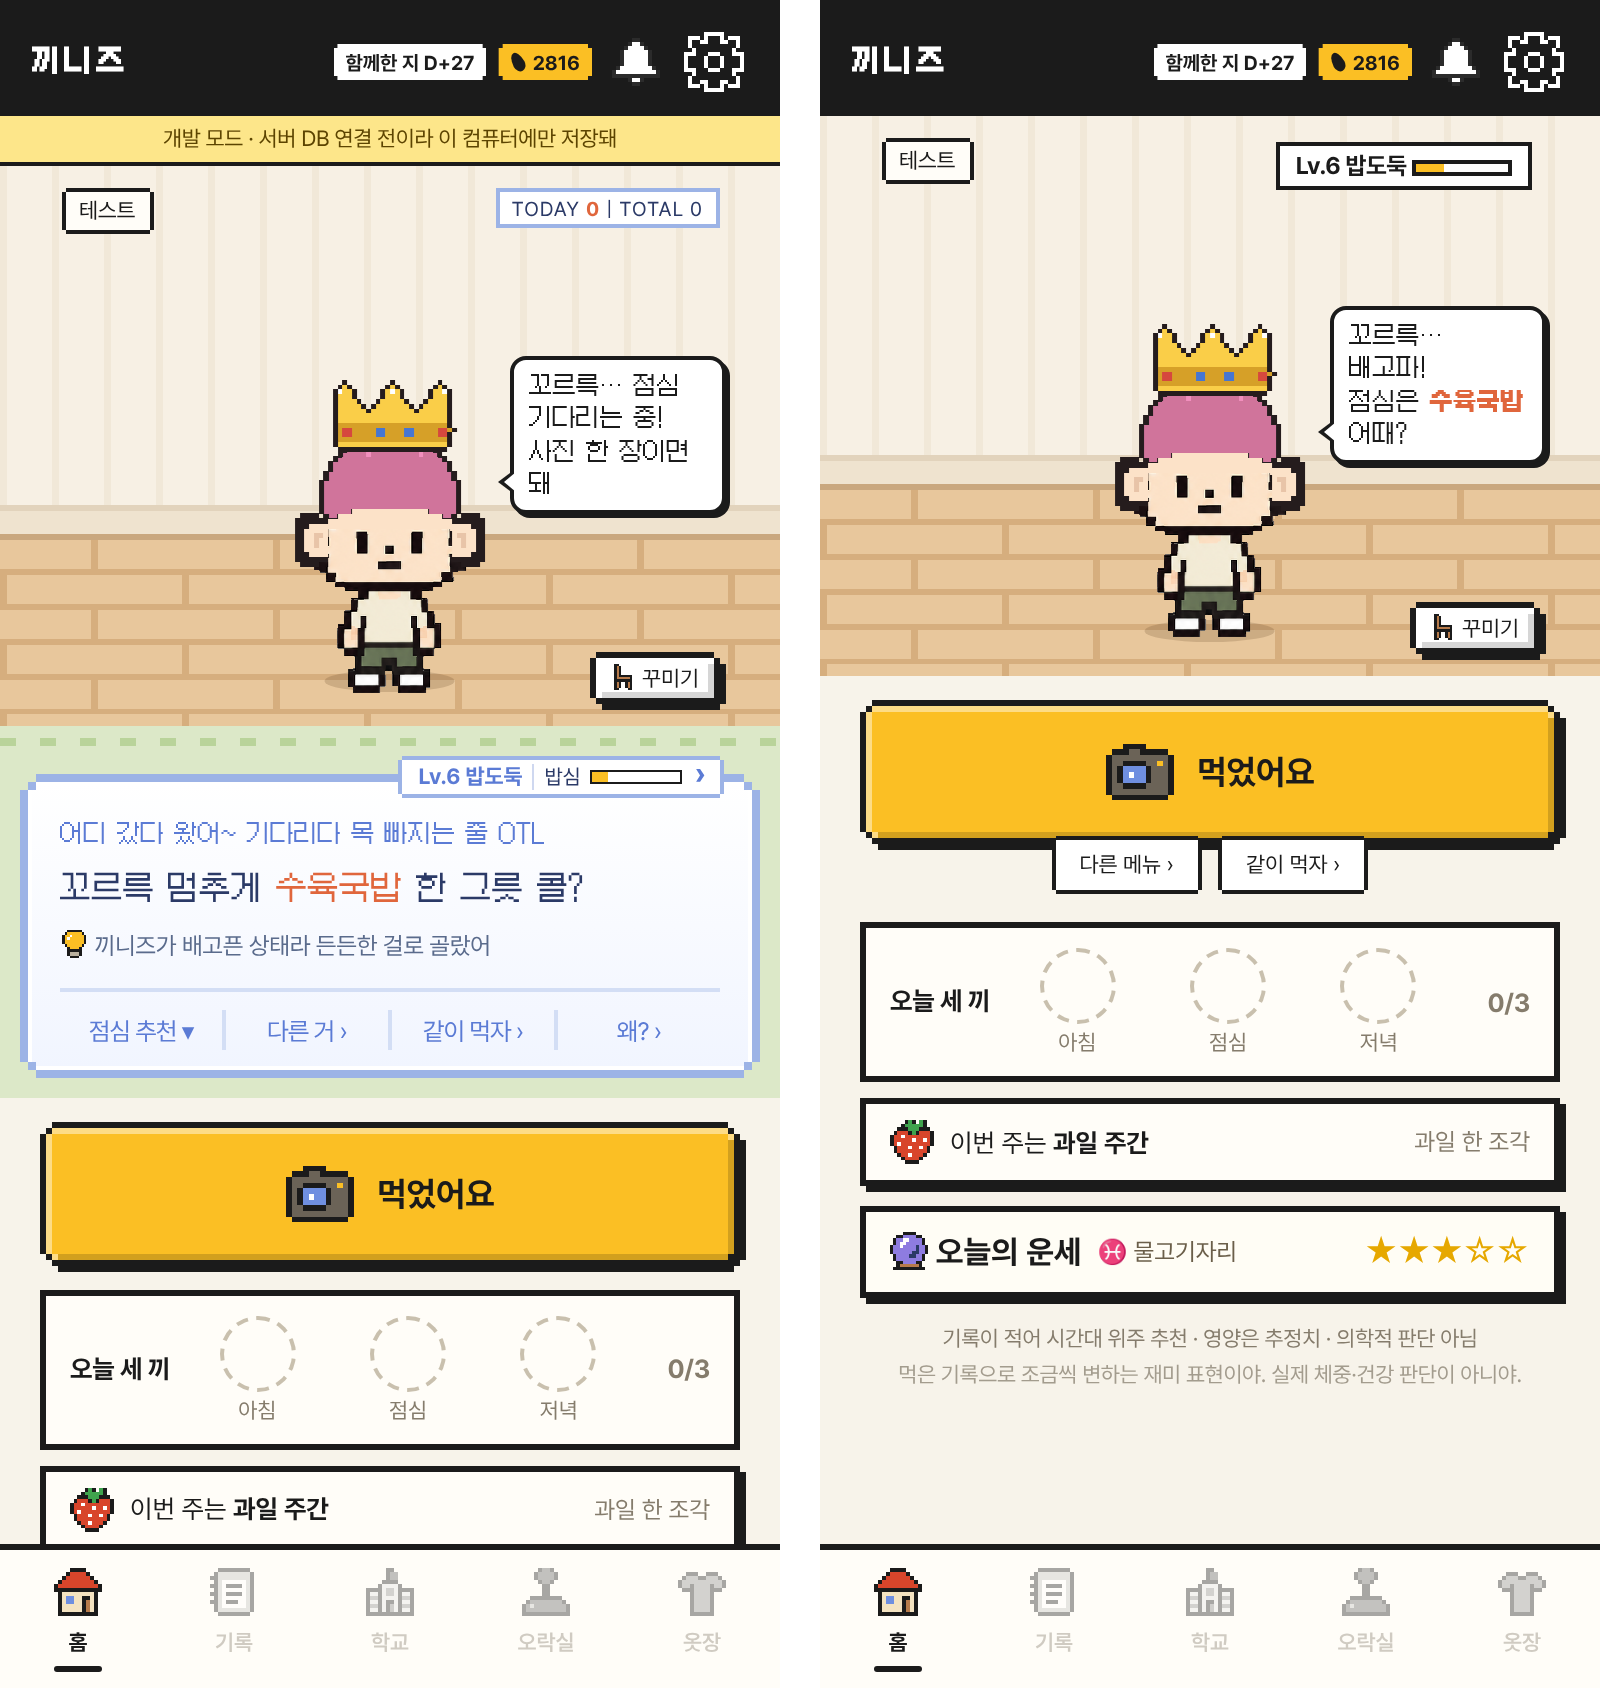 끼니즈
함께한 지 D+27
2816
개발 모드 · 서버 DB 연결 전이라 이 컴퓨터에만 저장돼
테스트
TODAY 0 | TOTAL 0
꼬르륵… 점심
기다리는 중!
사진 한 장이면
돼
꾸미기
Lv.6 밥도둑
밥심
›
어디 갔다 왔어~ 기다리다 목 빠지는 줄 OTL
꼬르륵 멈추게 수육국밥 한 그릇 콜?
끼니즈가 배고픈 상태라 든든한 걸로 골랐어
점심 추천 ▾
다른 거 ›
같이 먹자 ›
왜? ›
먹었어요
오늘 세 끼
아침
점심
저녁
0/3
이번 주는 과일 주간
과일 한 조각
홈
기록
학교
오락실
옷장
끼니즈
함께한 지 D+27
2816
테스트
Lv.6 밥도둑
꼬르륵…
배고파!
점심은 수육국밥
어때?
꾸미기
먹었어요
다른 메뉴 ›
같이 먹자 ›
오늘 세 끼
아침
점심
저녁
0/3
이번 주는 과일 주간
과일 한 조각
오늘의 운세
♓ 물고기자리
★★★☆☆
기록이 적어 시간대 위주 추천 · 영양은 추정치 · 의학적 판단 아님
먹은 기록으로 조금씩 변하는 재미 표현이야. 실제 체중·건강 판단이 아니야.
홈
기록
학교
오락실
옷장